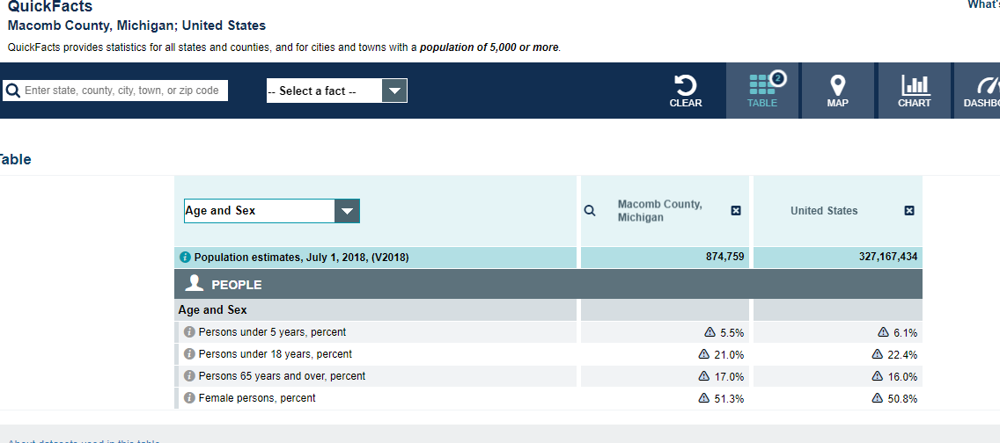 QuickFacts
What's
Macomb County, Michigan; United States
QuickFacts provides statistics for all states and counties, and for cities and towns with a population of 5,000 or more.
Enter state, county, city, town, or zip code
-- Select a fact --
CLEAR
2
TABLE
MAP
CHART
DASHBO
Table
Age and Sex
Macomb County,
Michigan
United States
Population estimates, July 1, 2018, (V2018) 874,759 327,167,434
PEOPLE
Age and Sex
Persons under 5 years, percent 5.5% 6.1%
Persons under 18 years, percent 21.0% 22.4%
Persons 65 years and over, percent 17.0% 16.0%
Female persons, percent 51.3% 50.8%
About datasets used in this table